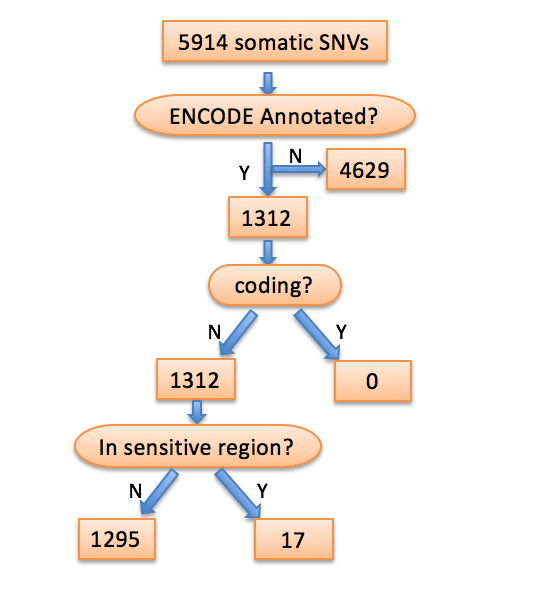 5914 somatic SNVs
ENCODE Annotated?
N
Y
4629
1312
coding?
N
Y
1312
0
In sensitive region?
N
Y
1295
17